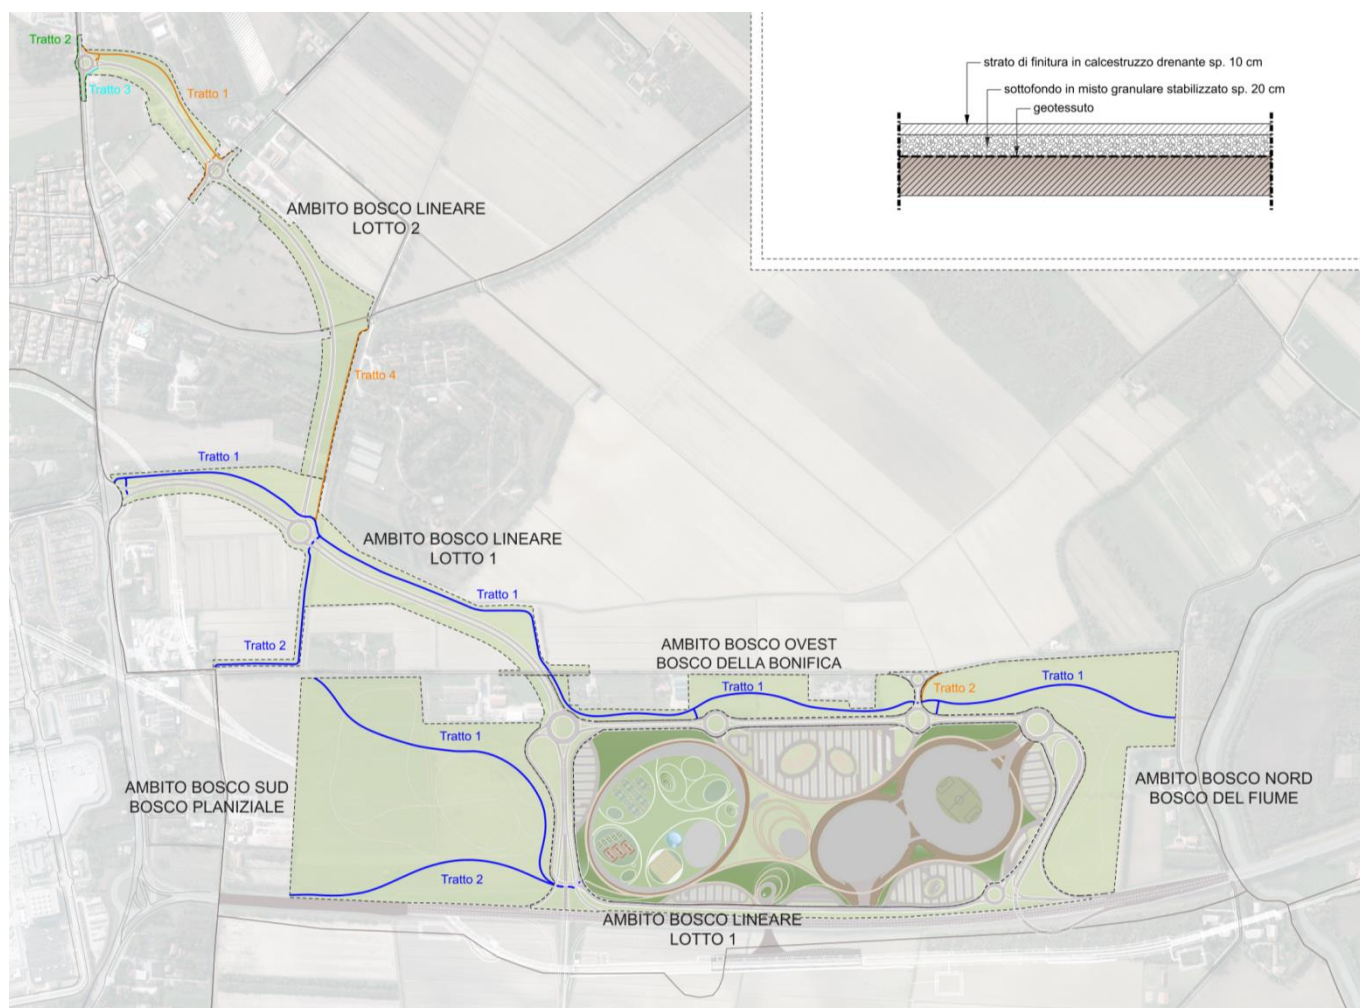 Tratto 2
Tratto 3
Tratto 1
strato di finitura in calcestruzzo drenante sp. 10 cm
sottofondo in misto granulare stabilizzato sp. 20 cm
geotessuto
AMBITO BOSCO LINEARE
LOTTO 2
Tratto 4
Tratto 1
AMBITO BOSCO LINEARE
LOTTO 1
Tratto 1
Tratto 2
AMBITO BOSCO OVEST
BOSCO DELLA BONIFICA
Tratto 1
Tratto 2
Tratto 1
Tratto 1
AMBITO BOSCO SUD
BOSCO PLANIZIALE
AMBITO BOSCO NORD
BOSCO DEL FIUME
Tratto 2
AMBITO BOSCO LINEARE
LOTTO 1